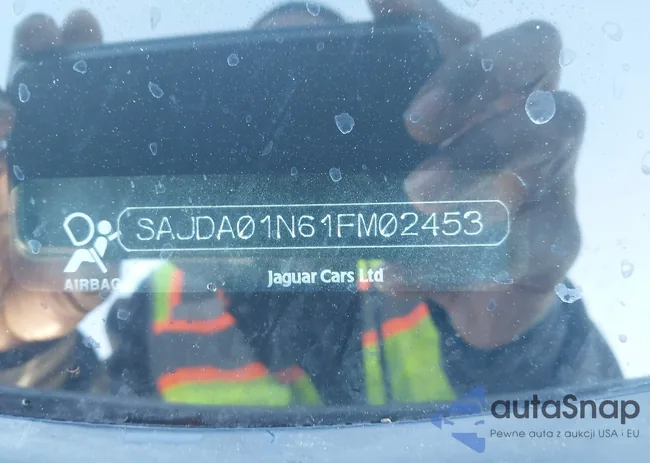 SAJDA01N61FM02453
AIRBAG
Jaguar Cars Ltd
autaSnap
Pewne auta z aukcji USA i EU